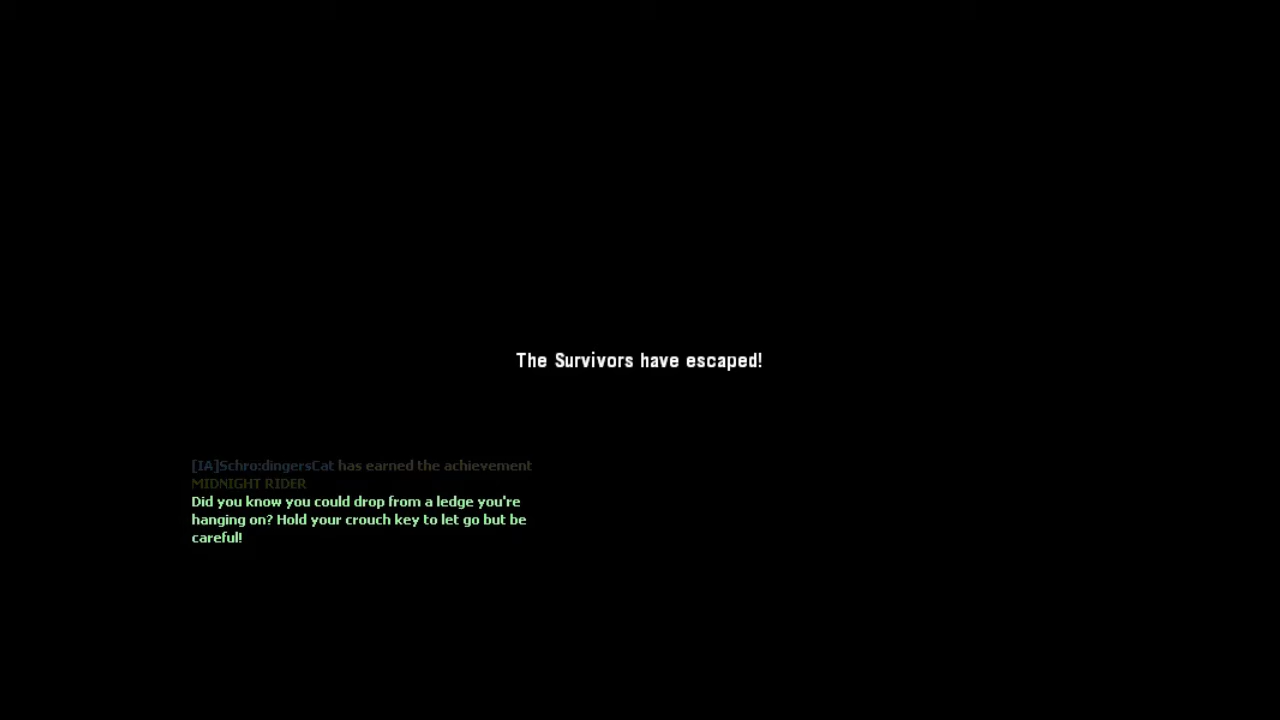 The Survivors have escaped!
[IA]Schro:dingersCat has earned the achievement
MIDNIGHT RIDER
Did you know you could drop from a ledge you're
hanging on? Hold your crouch key to let go but be
careful!